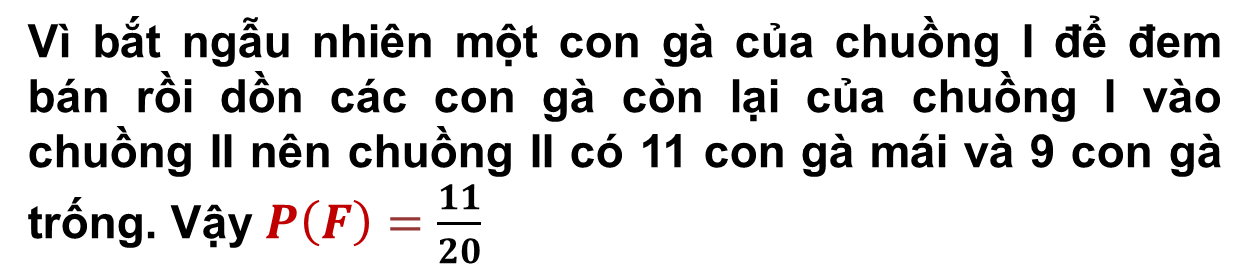 Vì bắt ngẫu nhiên một con gà của chuồng I để đem
bán rồi dồn các con gà còn lại của chuồng I vào
chuồng II nên chuồng II có 11 con gà mái và 9 con gà
trống. Vậy P(F) = 11/20